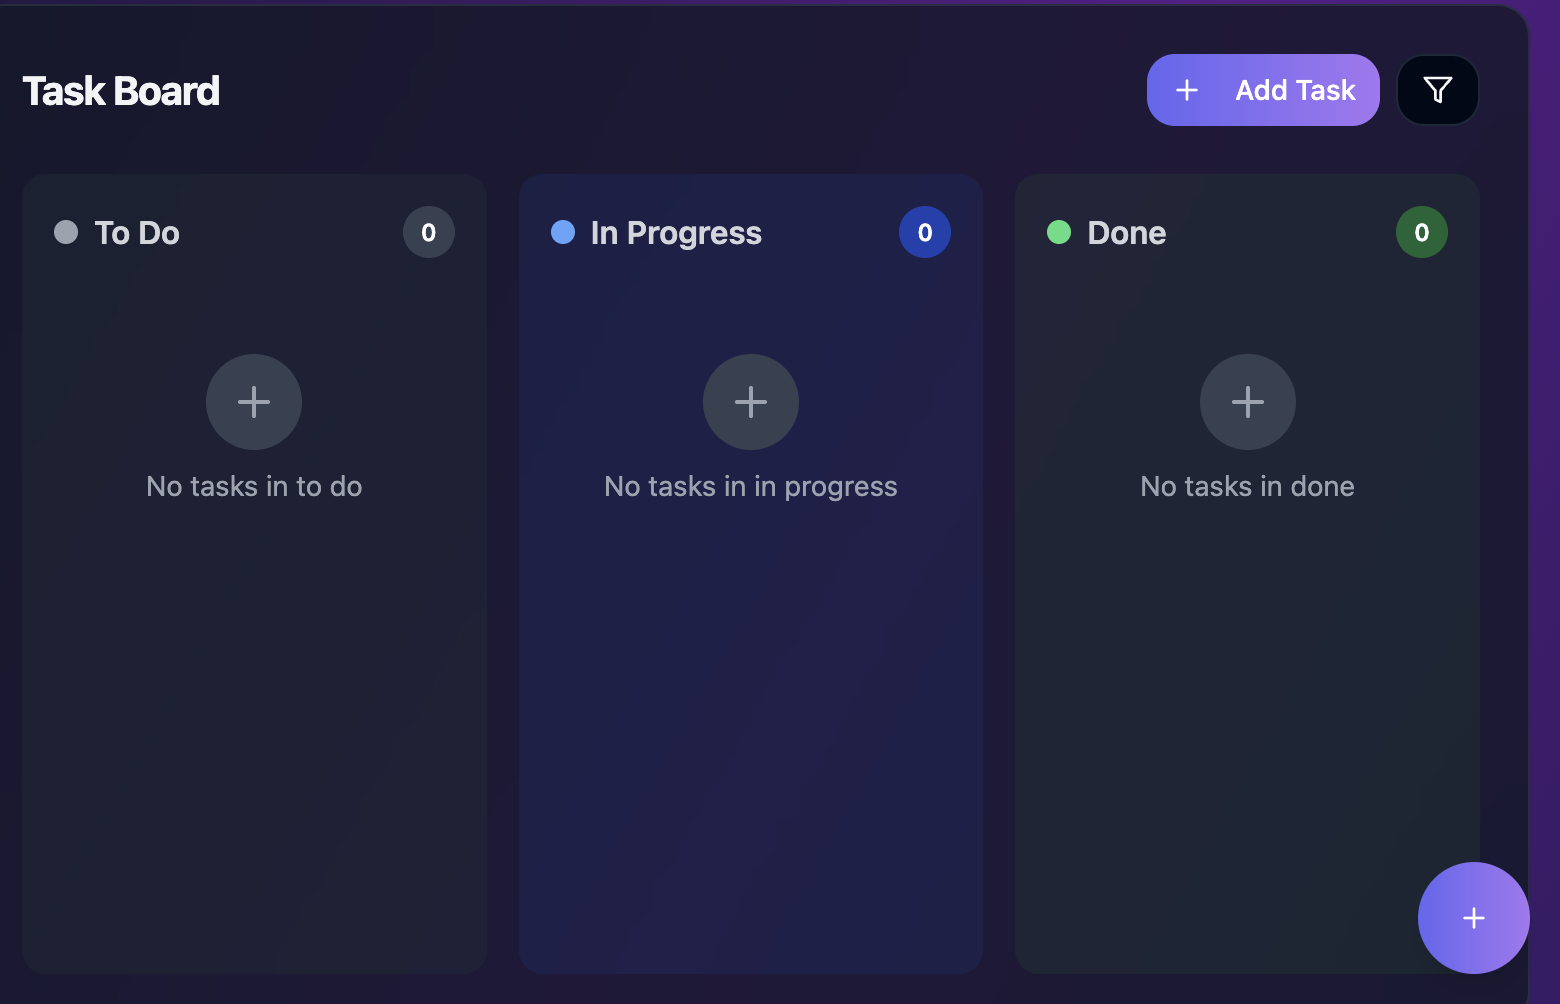 Task Board
+ Add Task
To Do 0
In Progress 0
Done 0
No tasks in to do
No tasks in in progress
No tasks in done